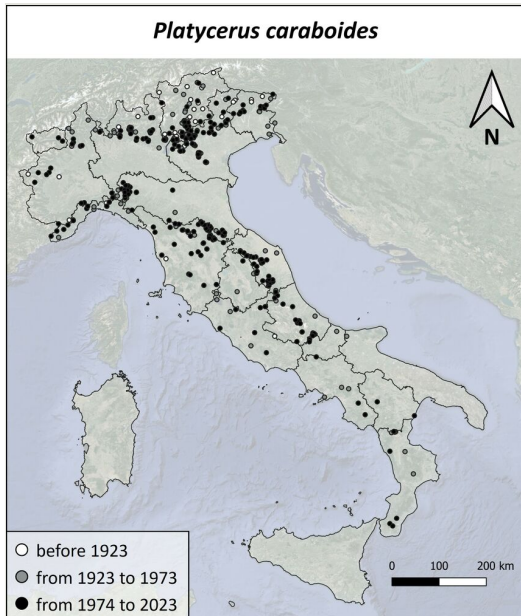 Platycerus caraboides
N
before 1923
from 1923 to 1973
from 1974 to 2023
0 100 200 km